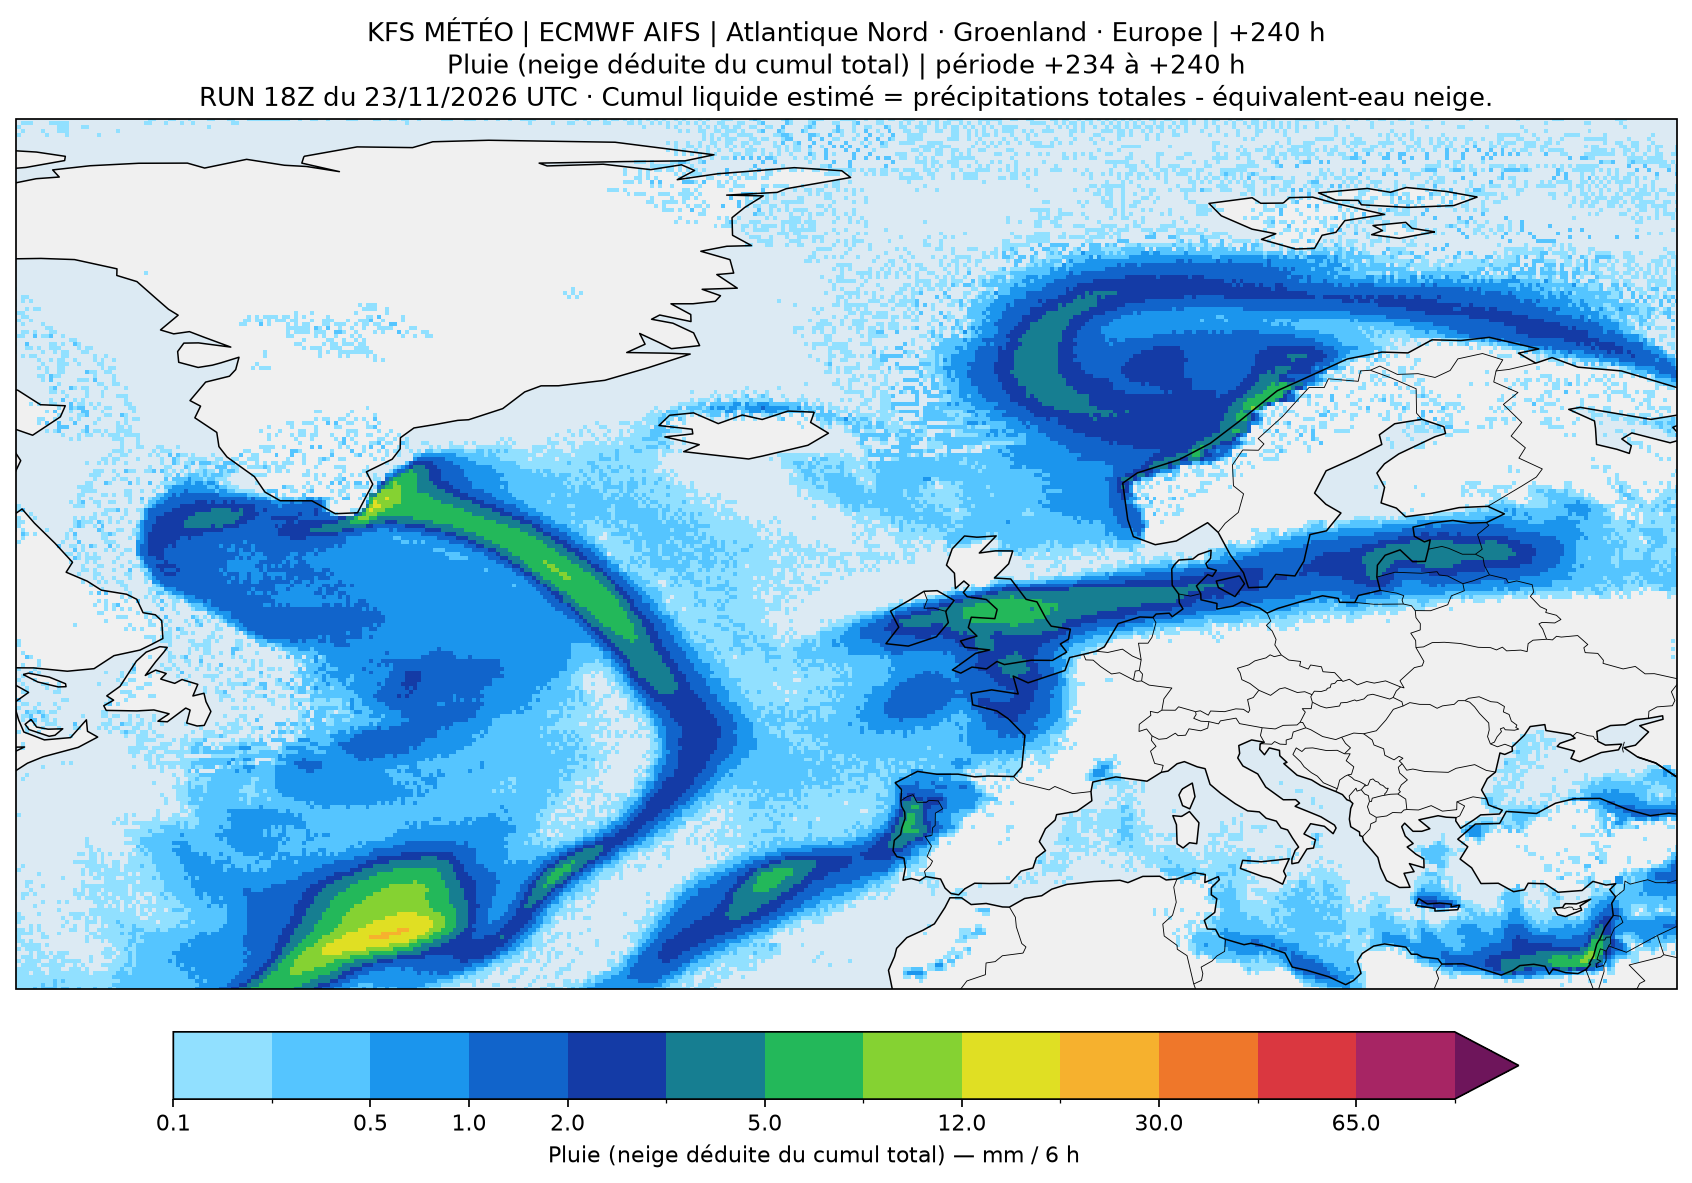 KFS MÉTÉO | ECMWF AIFS | Atlantique Nord · Groenland · Europe | +240 h
Pluie (neige déduite du cumul total) | période +234 à +240 h
RUN 18Z du 23/11/2026 UTC · Cumul liquide estimé = précipitations totales - équivalent-eau neige.
0.1 0.5 1.0 2.0 5.0 12.0 30.0 65.0
Pluie (neige déduite du cumul total) — mm / 6 h